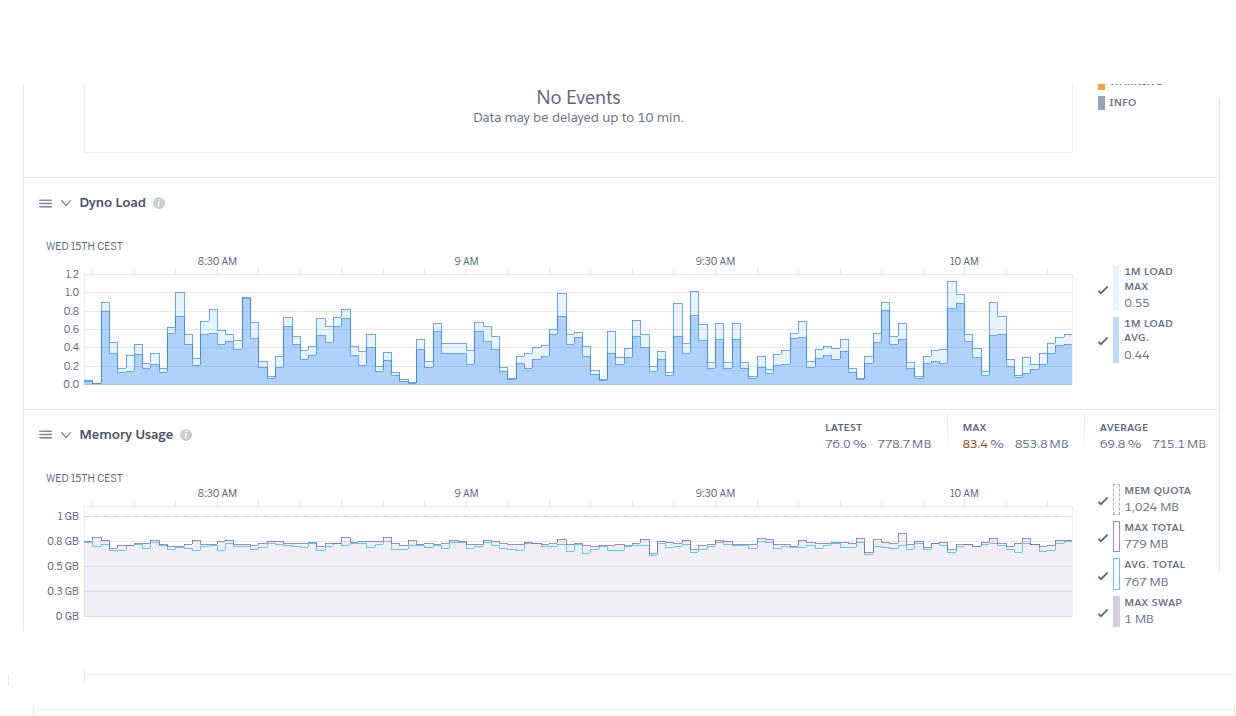 No Events
Data may be delayed up to 10 min.
INFO
Dyno Load
WED 15TH CEST
8:30 AM 9 AM 9:30 AM 10 AM
1.2
1.0
0.8
0.6
0.4
0.2
0.0
1M LOAD
MAX
0.55
1M LOAD
AVG.
0.44
Memory Usage
LATEST MAX AVERAGE
76.0 % 778.7 MB 83.4 % 853.8 MB 69.8 % 715.1 MB
WED 15TH CEST
8:30 AM 9 AM 9:30 AM 10 AM
1 GB
0.8 GB
0.5 GB
0.3 GB
0 GB
MEM QUOTA
1,024 MB
MAX TOTAL
779 MB
AVG. TOTAL
767 MB
MAX SWAP
1 MB